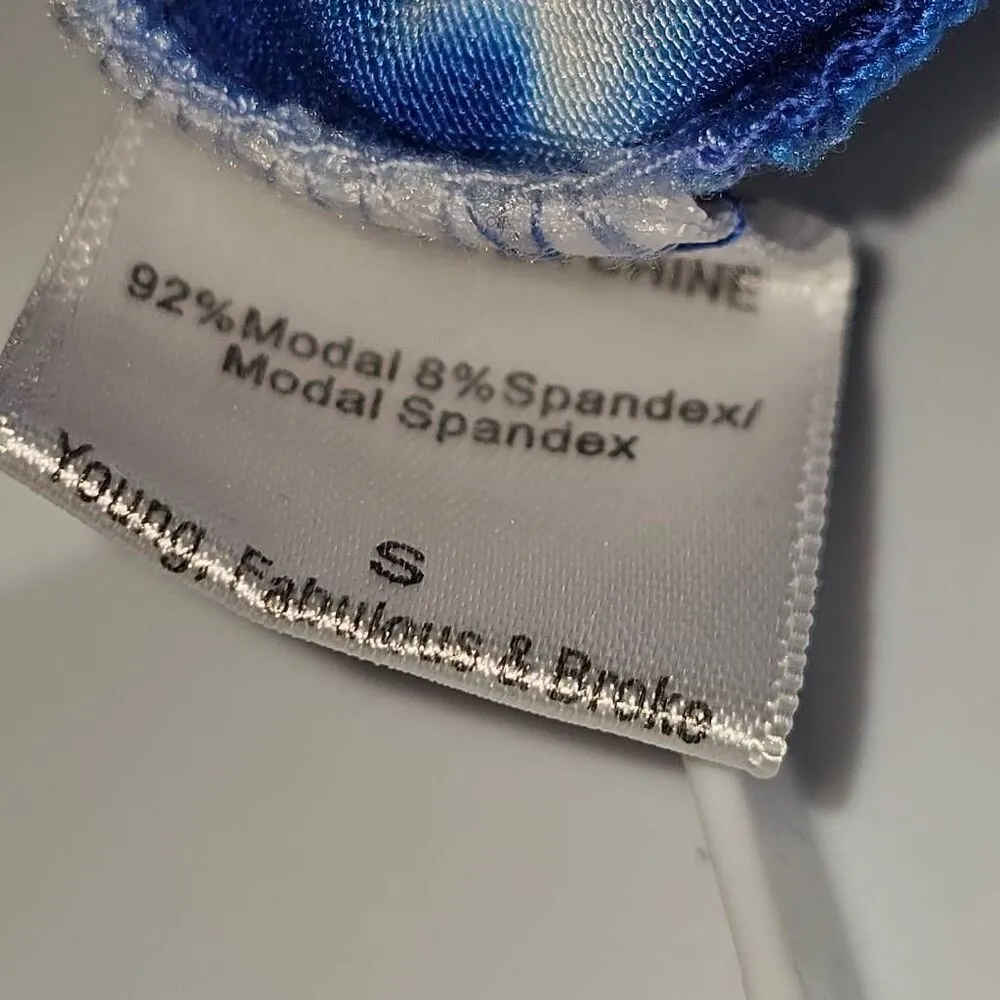 92%Modal 8%Spandex/
Modal Spandex
S
Young, Fabulous & Broke